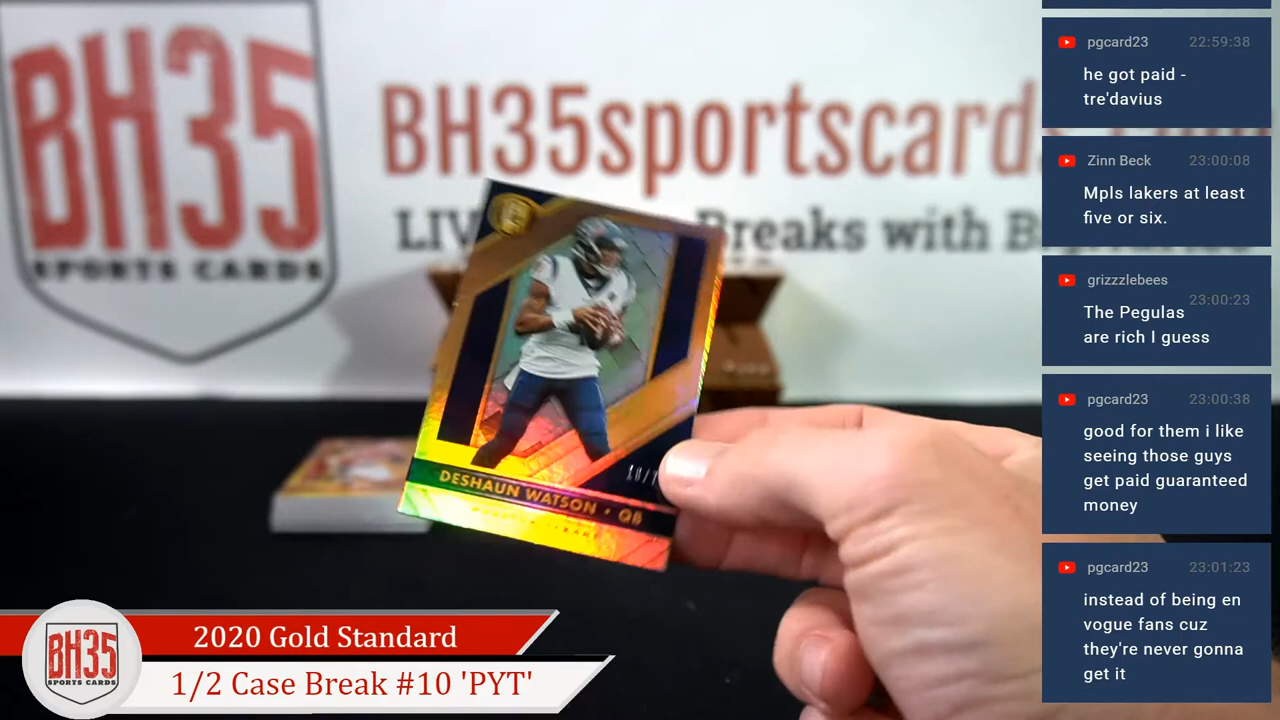 BH35
SPORTS CARDS
BH35sportscards
LIV Breaks with B
DESHAUN WATSON • QB
pgcard23 22:59:38
he got paid -
tre'davius
Zinn Beck 23:00:08
Mpls lakers at least
five or six.
grizzzlebees 23:00:23
The Pegulas
are rich I guess
pgcard23 23:00:38
good for them i like
seeing those guys
get paid guaranteed
money
pgcard23 23:01:23
instead of being en
vogue fans cuz
they're never gonna
get it
BH35
SPORTS CARDS
2020 Gold Standard
1/2 Case Break #10 'PYT'